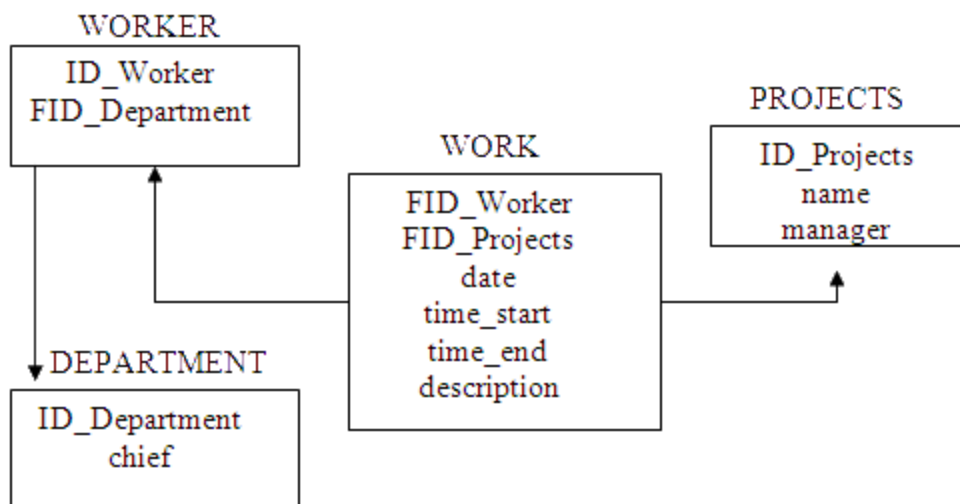 WORKER
ID_Worker
FID_Department
PROJECTS
ID_Projects
name
manager
WORK
FID_Worker
FID_Projects
date
time_start
time_end
description
DEPARTMENT
ID_Department
chief